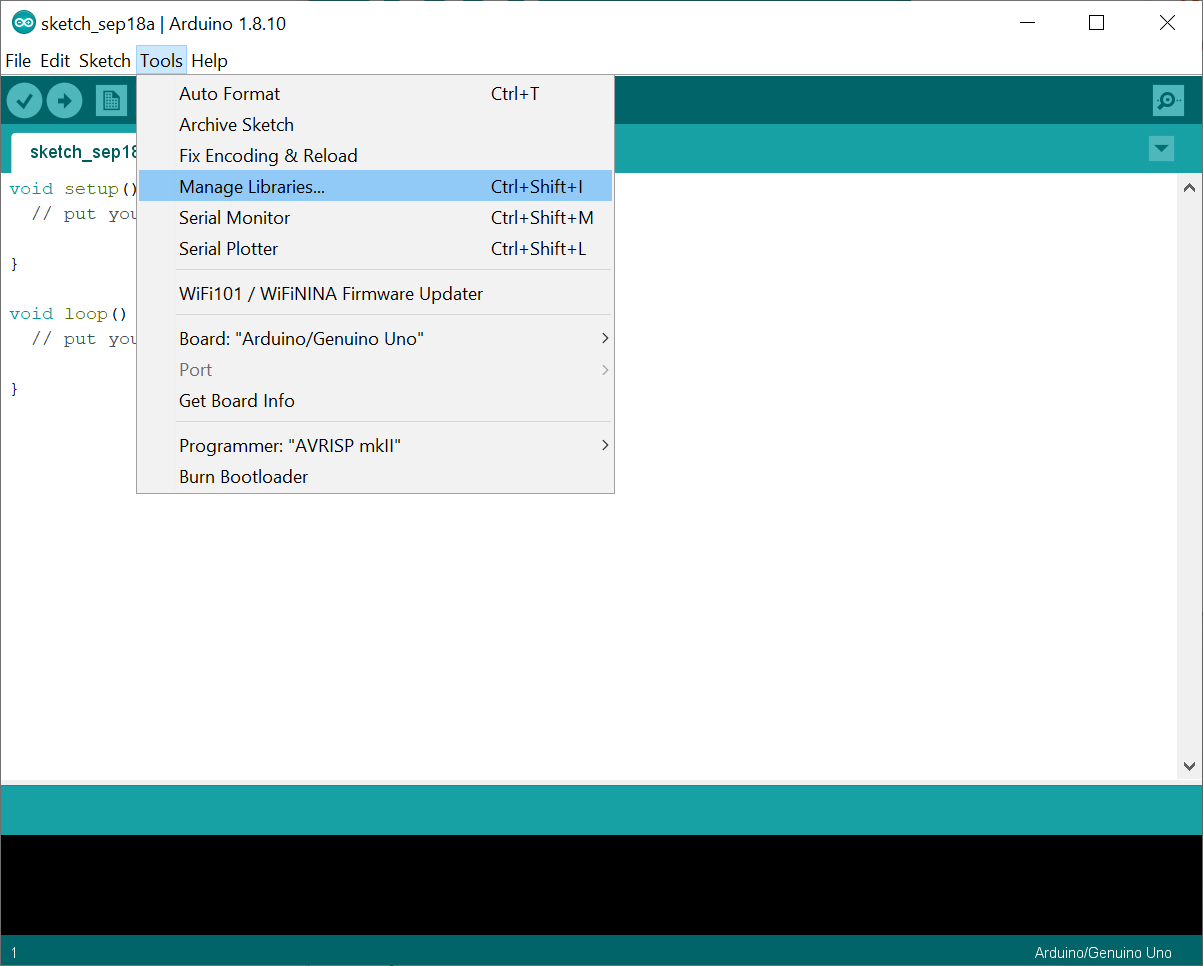 sketch_sep18a | Arduino 1.8.10
File Edit Sketch Tools Help
Auto Format Ctrl+T
Archive Sketch
Fix Encoding & Reload
Manage Libraries... Ctrl+Shift+I
Serial Monitor Ctrl+Shift+M
Serial Plotter Ctrl+Shift+L
WiFi101 / WiFiNINA Firmware Updater
Board: "Arduino/Genuino Uno"
Port
Get Board Info
Programmer: "AVRISP mkII"
Burn Bootloader
sketch_sep18
void setup()
// put you
}
void loop()
// put you
}
1 Arduino/Genuino Uno